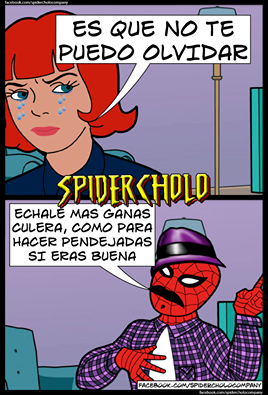 facebook.com/spidercholocompany
ES QUE NO TE
PUEDO OLVIDAR
SPIDERCHOLO
ECHALE MAS GANAS
CULERA, COMO PARA
HACER PENDEJADAS
SI ERAS BUENA
FACEBOOK.COM/SPIDERCHOLOCOMPANY
facebook.com/spidercholocompany